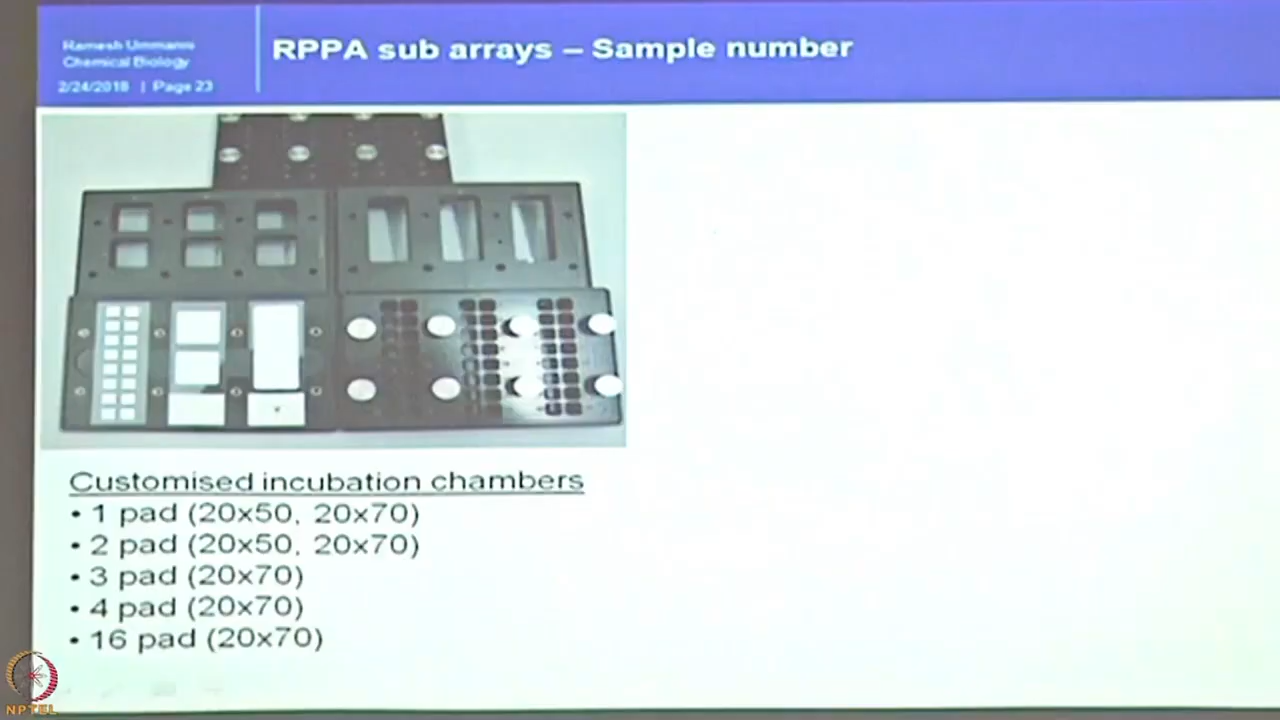 Ramesh Ummanni
Chemical Biology
2/24/2018 | Page 23
RPPA sub arrays – Sample number
Customised incubation chambers
• 1 pad (20x50, 20x70)
• 2 pad (20x50, 20x70)
• 3 pad (20x70)
• 4 pad (20x70)
• 16 pad (20x70)
NPTEL